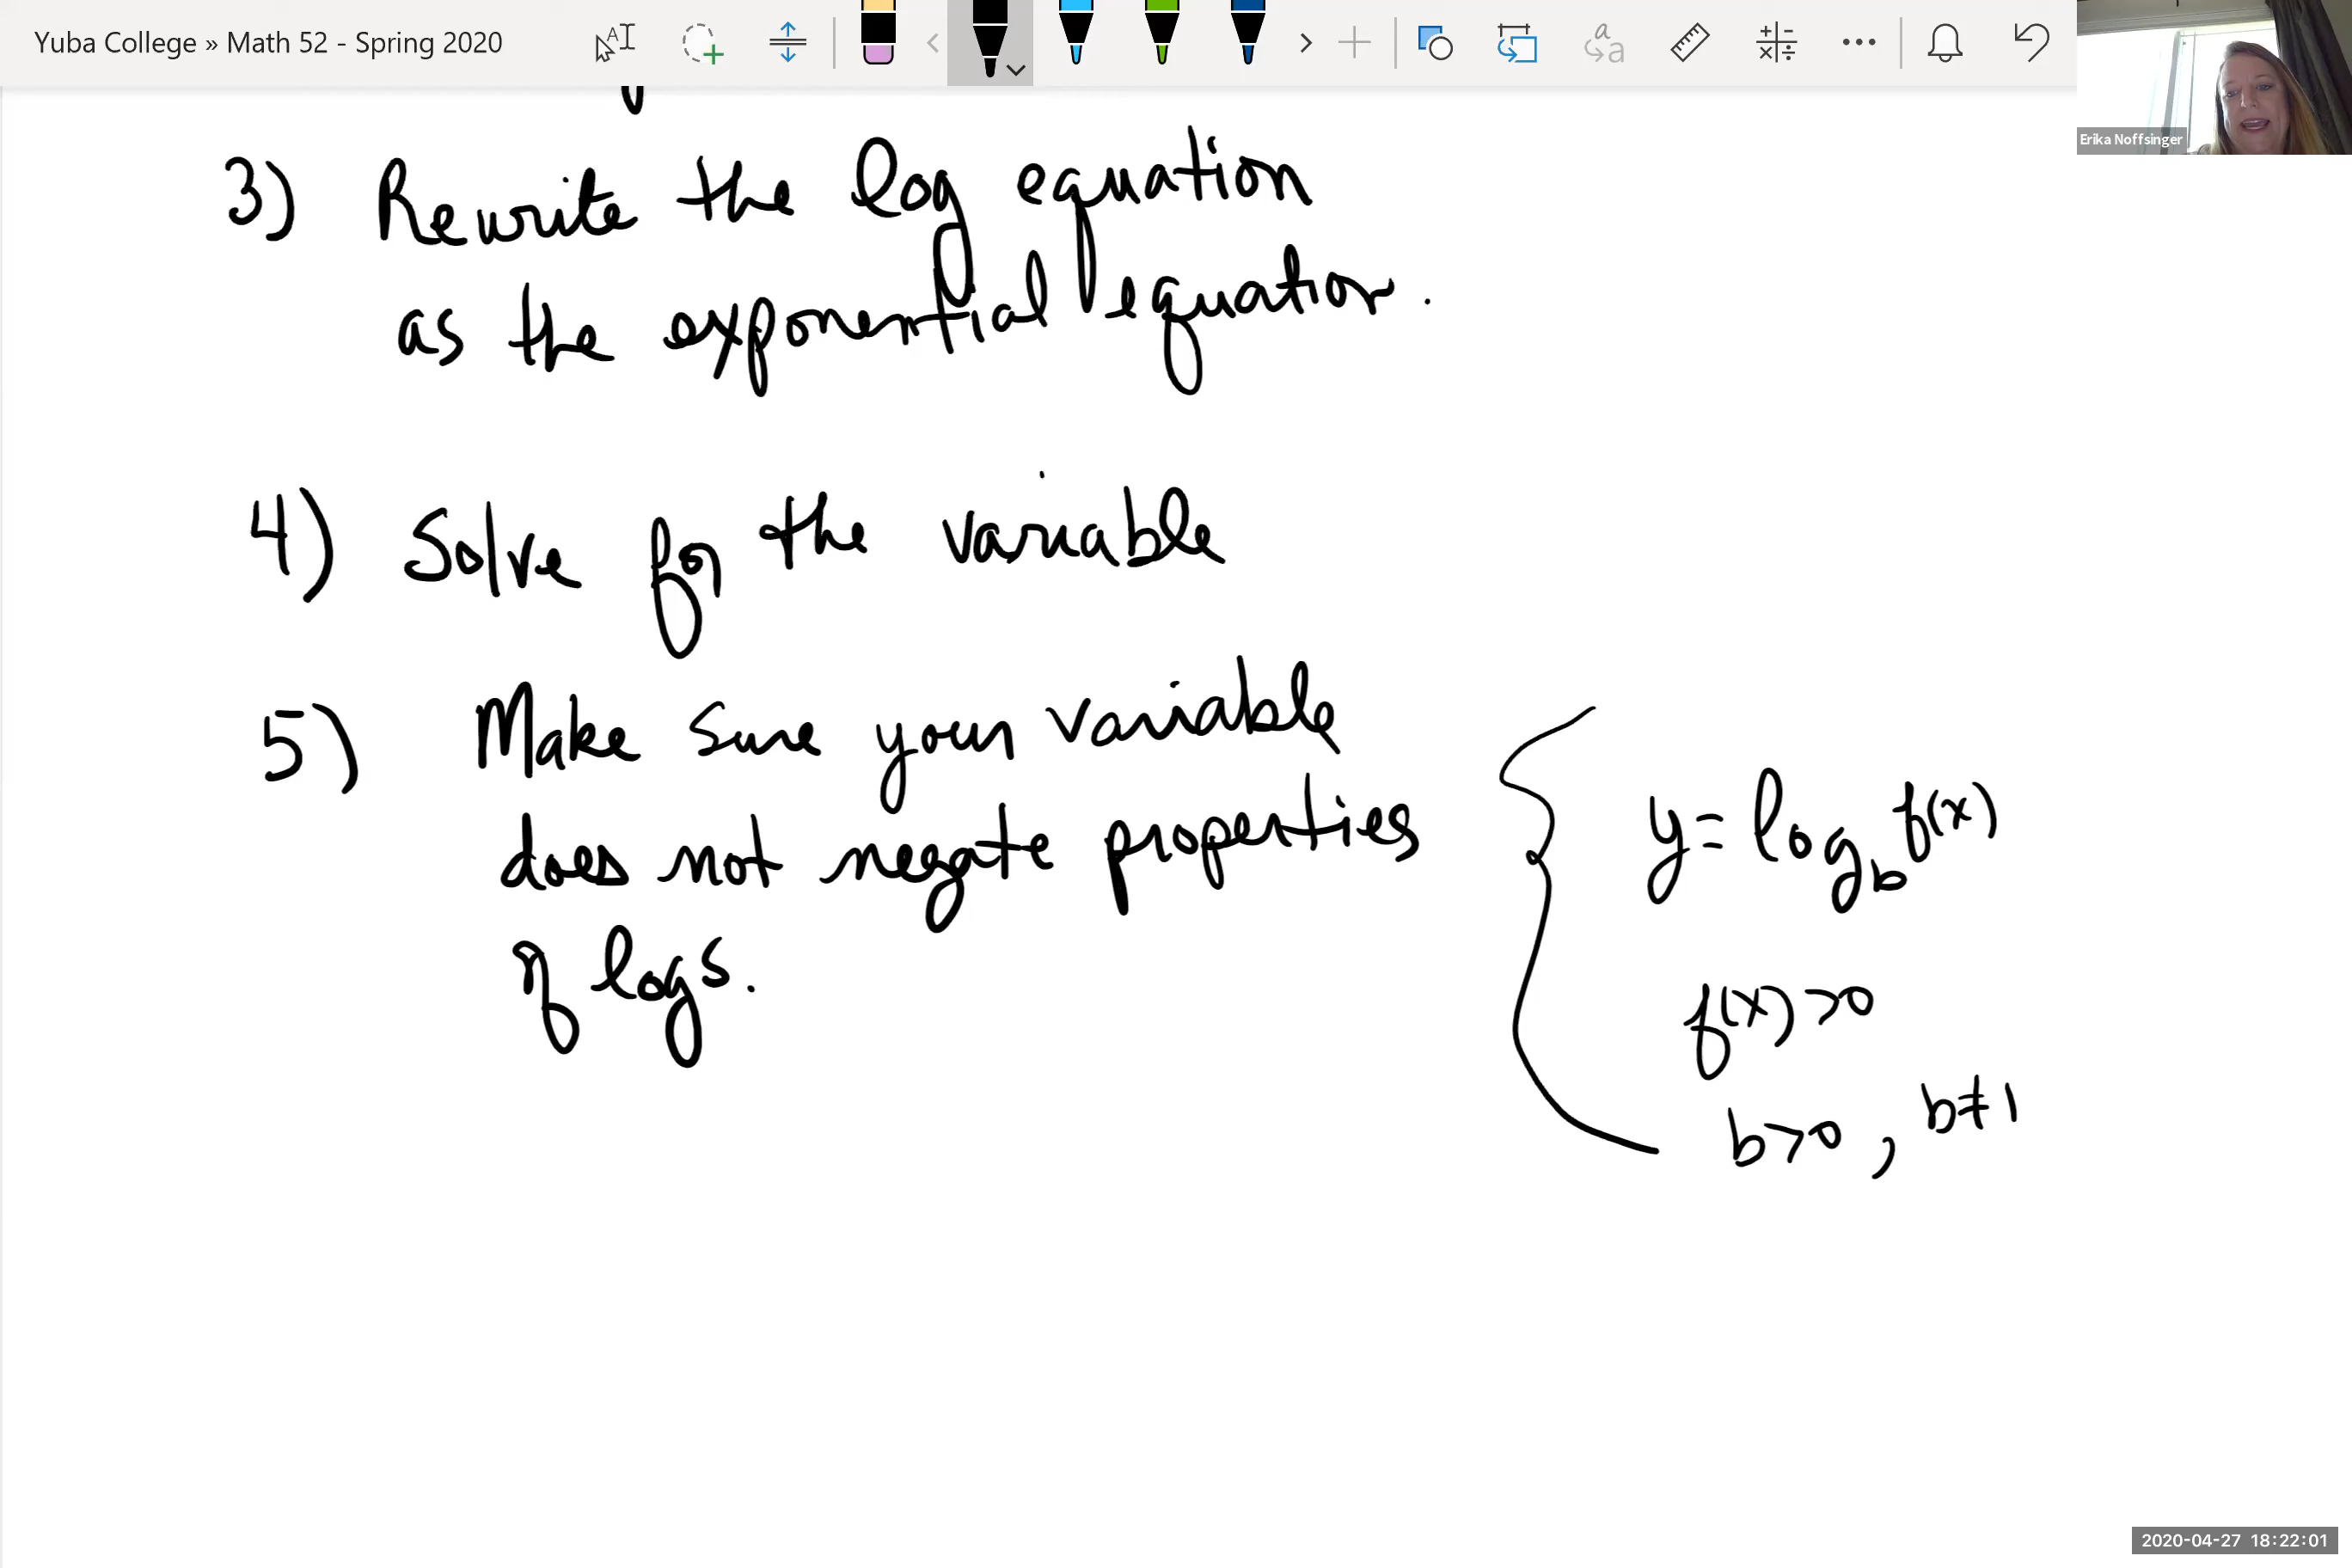 Yuba College » Math 52 - Spring 2020
Erika Noffsinger
3) Rewrite the log equation
as the exponential equation.
4) Solve for the variable
5) Make sure your variable
does not negate properties
of logs.
y = log_b f(x)
f(x) >0
b>0 , b≠1
2020-04-27 18:22:01